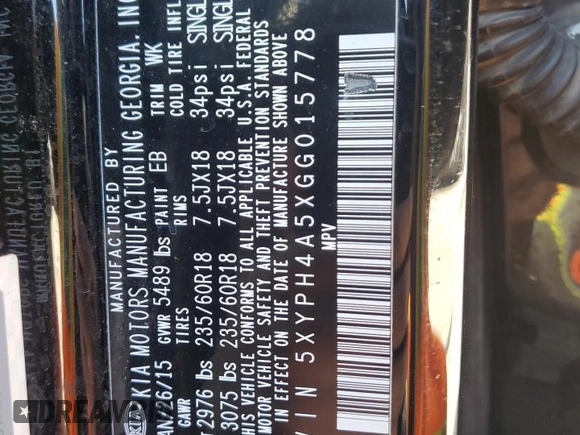 MANUFACTURED BY
KIA MOTORS MANUFACTURING GEORGIA, INC
AN/26/15 GVWR 5489 lbs PAINT EB TRIM WK
GAWR TIRES RIMS COLD TIRE INFL
T 2976 lbs 235/60R18 7.5JX18 34psi SINGL
3075 lbs 235/60R18 7.5JX18 34psi SINGL
THIS VEHICLE CONFORMS TO ALL APPLICABLE U.S.A. FEDERAL
MOTOR VEHICLE SAFETY AND THEFT PREVENTION STANDARDS
IN EFFECT ON THE DATE OF MANUFACTURE SHOWN ABOVE
VIN 5XYPH4A5XGG015778
MPV
KIA
DREAM